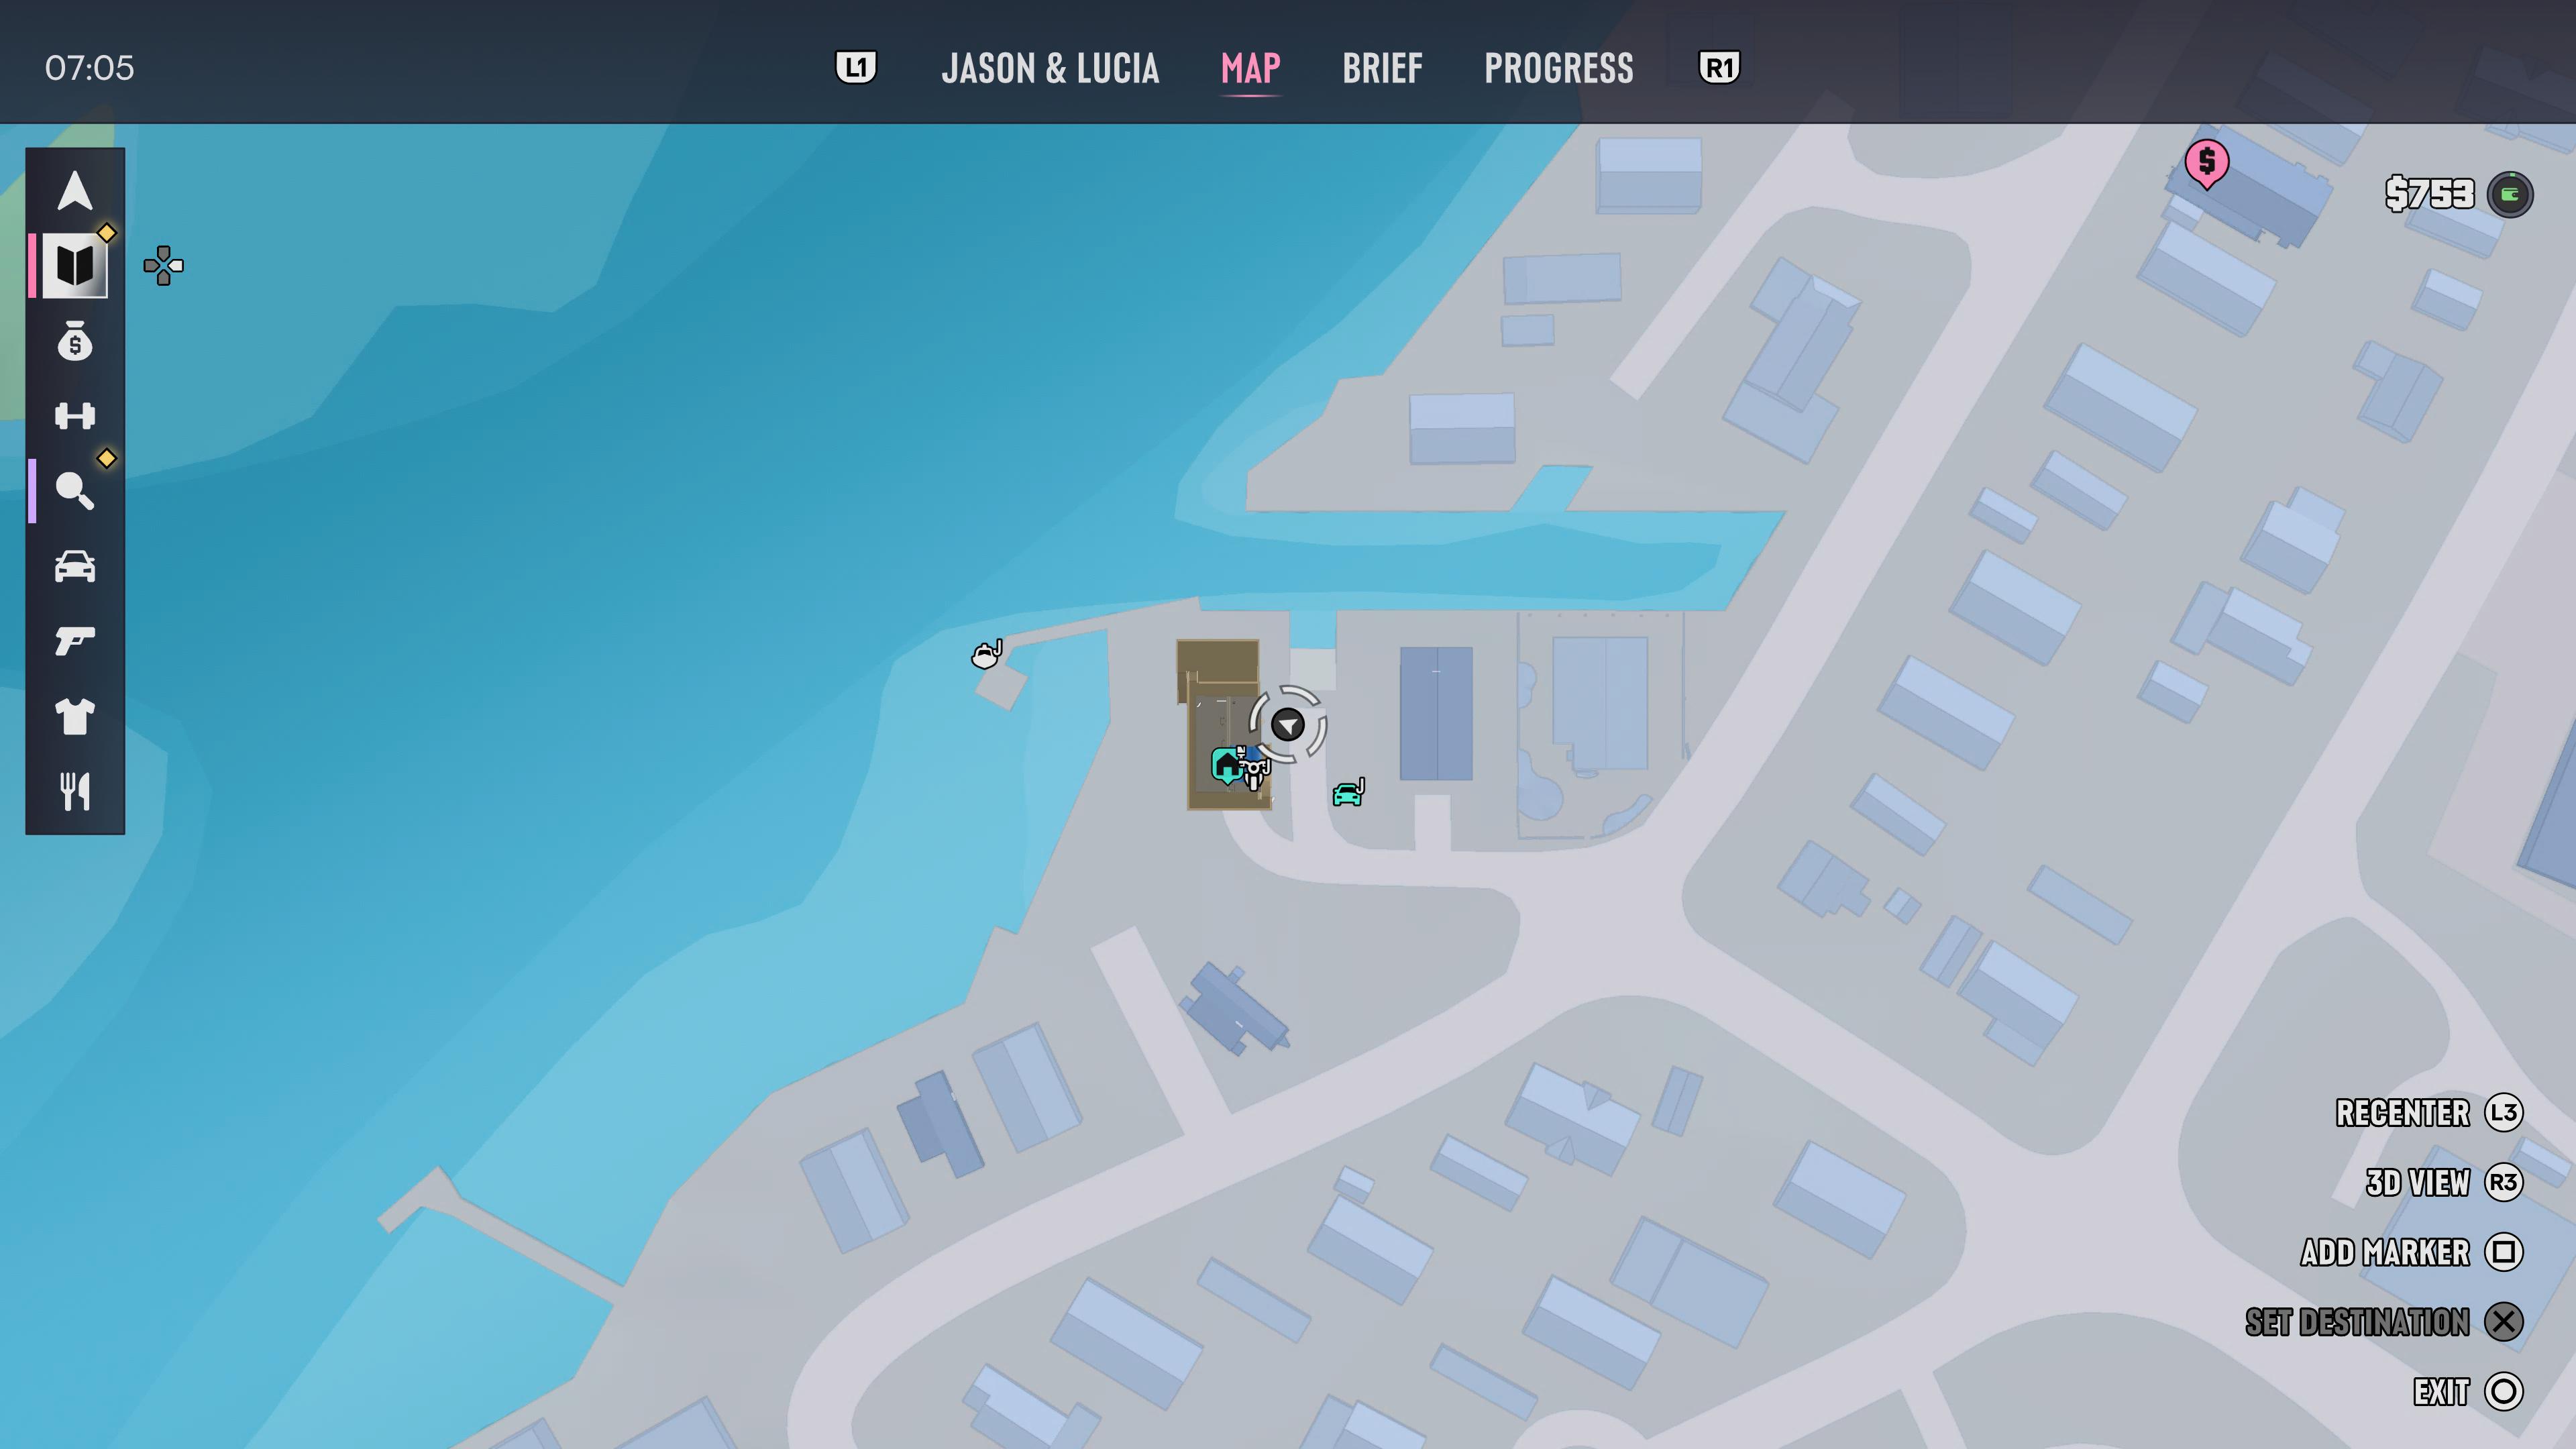 07:05
L1 JASON & LUCIA MAP BRIEF PROGRESS R1
$
$753
$
J
J
J
RECENTER L3
3D VIEW R3
ADD MARKER
SET DESTINATION
EXIT